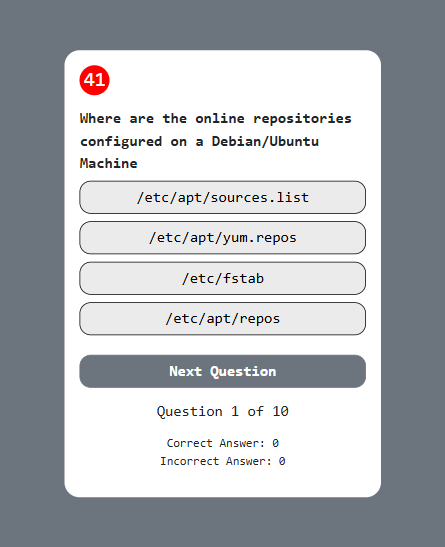 41
Where are the online repositories
configured on a Debian/Ubuntu
Machine
/etc/apt/sources.list
/etc/apt/yum.repos
/etc/fstab
/etc/apt/repos
Next Question
Question 1 of 10
Correct Answer: 0
Incorrect Answer: 0